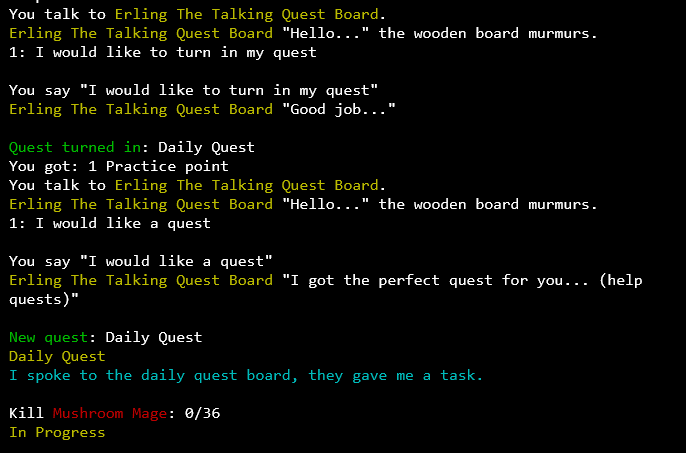 You talk to Erling The Talking Quest Board.
Erling The Talking Quest Board "Hello..." the wooden board murmurs.
1: I would like to turn in my quest
You say "I would like to turn in my quest"
Erling The Talking Quest Board "Good job..."
Quest turned in: Daily Quest
You got: 1 Practice point
You talk to Erling The Talking Quest Board.
Erling The Talking Quest Board "Hello..." the wooden board murmurs.
1: I would like a quest
You say "I would like a quest"
Erling The Talking Quest Board "I got the perfect quest for you... (help
quests)"
New quest: Daily Quest
Daily Quest
I spoke to the daily quest board, they gave me a task.
Kill Mushroom Mage: 0/36
In Progress